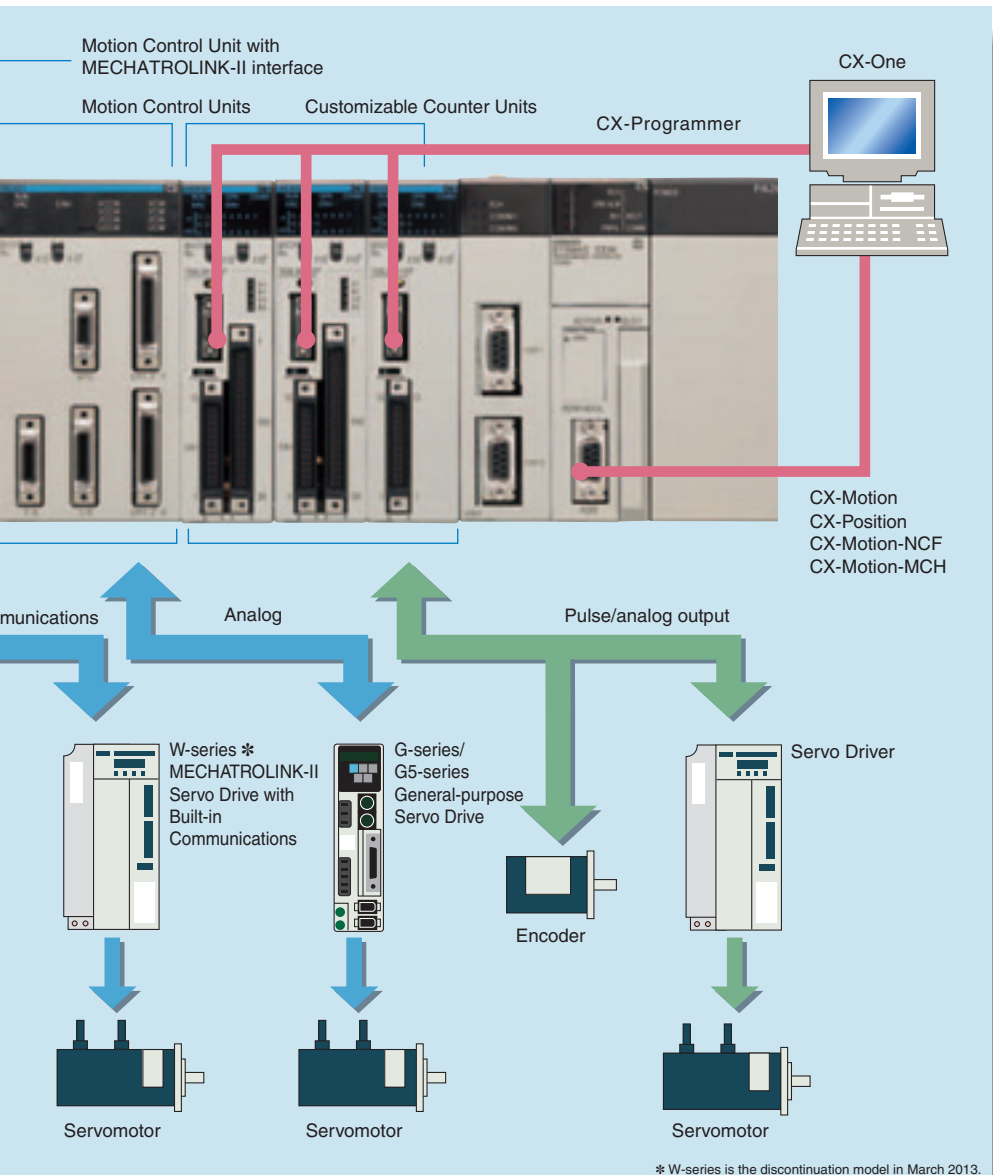 Motion Control Unit with
MECHATROLINK-II interface
CX-One
Motion Control Units
Customizable Counter Units
CX-Programmer
PERIPHERAL
CX-Motion
CX-Position
CX-Motion-NCF
CX-Motion-MCH
munications
Analog
Pulse/analog output
W-series ✽
MECHATROLINK-II
Servo Drive with
Built-in
Communications
G-series/
G5-series
General-purpose
Servo Drive
Servo Driver
Encoder
Servomotor
Servomotor
Servomotor
✽ W-series is the discontinuation model in March 2013.